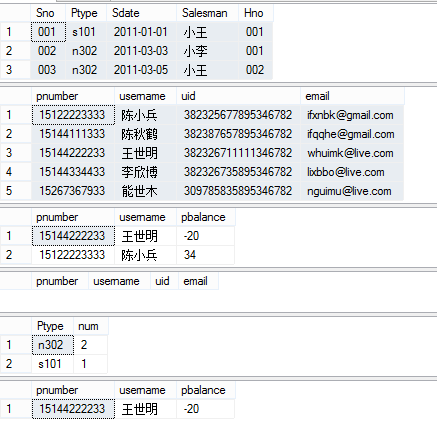 Sno Ptype Sdate Salesman Hno
1 001 s101 2011-01-01 小王 001
2 002 n302 2011-03-03 小李 001
3 003 n302 2011-03-05 小王 002
pnumber username uid email
1 15122223333 陈小兵 382325677895346782 ifxnbk@gmail.com
2 15144111333 陈秋鹤 382387657895346782 ifqqhe@gmail.com
3 15144222233 王世明 382326711111346782 whuimk@live.com
4 15144334433 李欣博 382326735895346782 lixbbo@live.com
5 15267367933 能世木 309785835895346782 nguimu@live.com
pnumber username pbalance
1 15144222233 王世明 -20
2 15122223333 陈小兵 34
pnumber username uid email
Ptype num
1 n302 2
2 s101 1
pnumber username pbalance
1 15144222233 王世明 -20